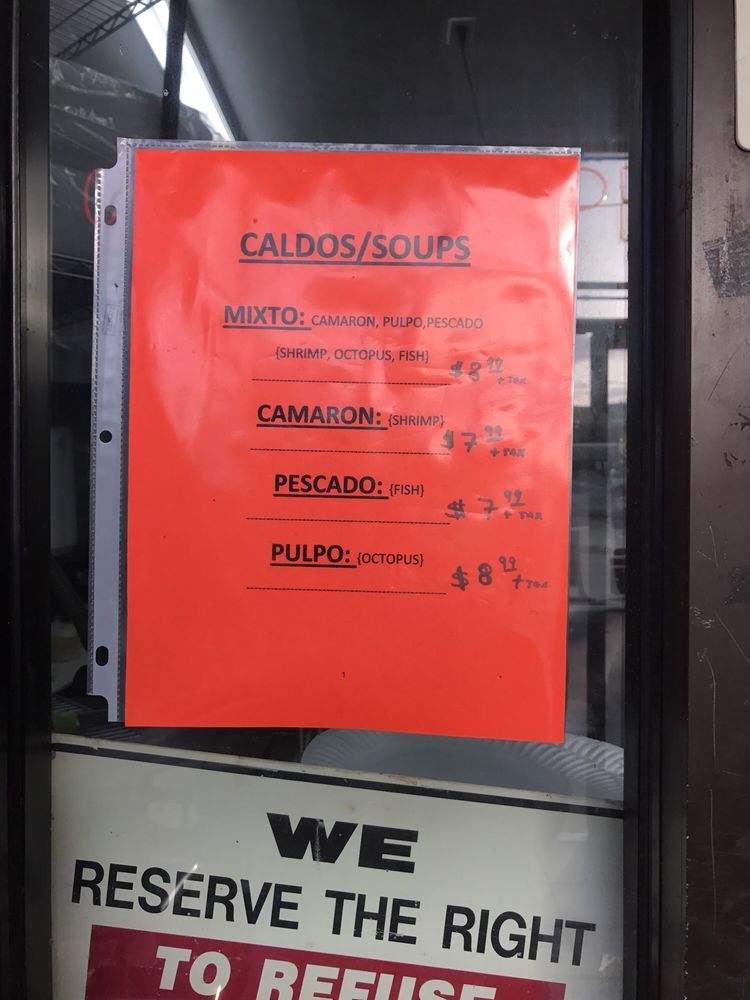 CALDOS/SOUPS
MIXTO: CAMARON, PULPO,PESCADO
{SHRIMP, OCTOPUS, FISH}
$8.99 + TAX
CAMARON: {SHRIMP}
$7.99 + TAX
PESCADO: {FISH}
$7.99 + TAX
PULPO: {OCTOPUS}
$8.99 + TAX
1
WE
RESERVE THE RIGHT
TO REFUSE